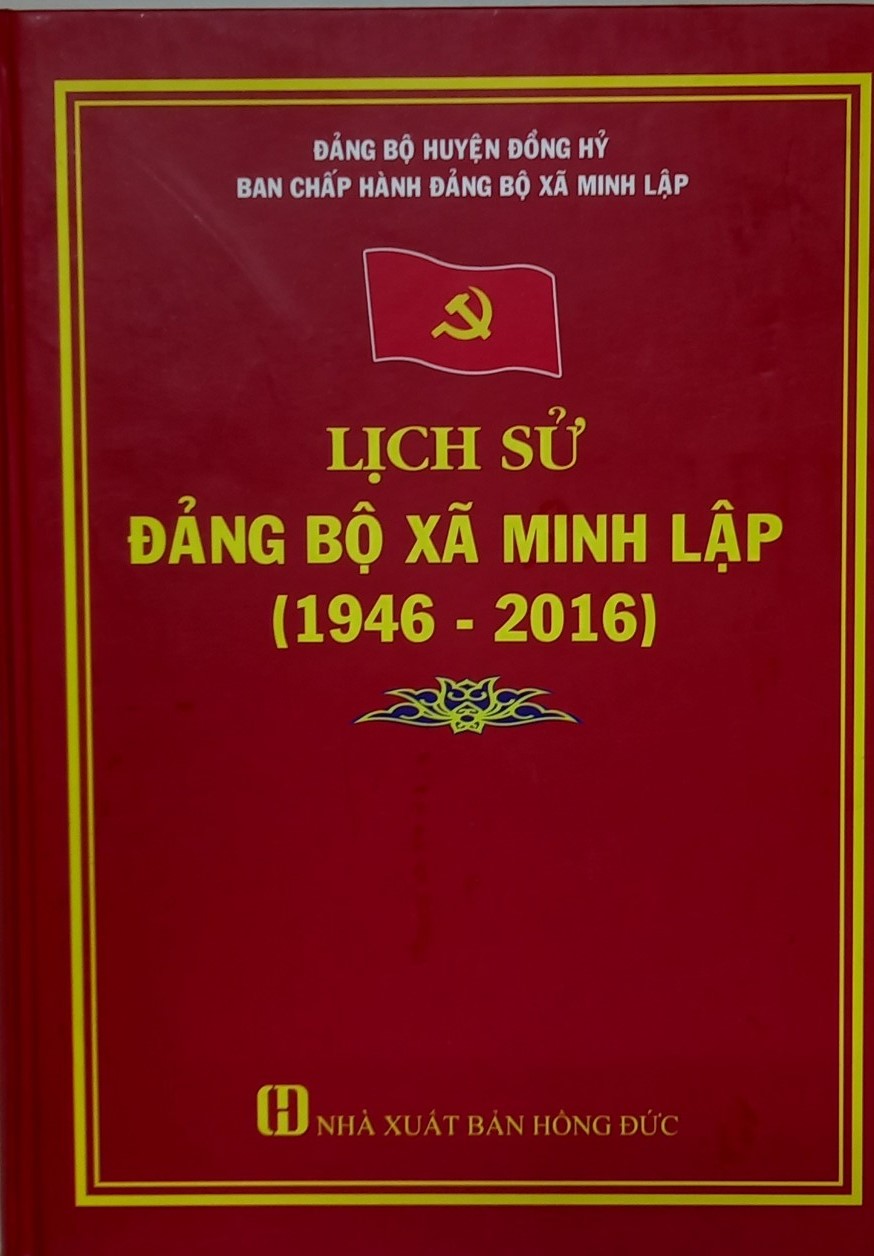 ĐẢNG BỘ HUYỆN ĐỒNG HỶ
BAN CHẤP HÀNH ĐẢNG BỘ XÃ MINH LẬP
LỊCH SỬ
ĐẢNG BỘ XÃ MINH LẬP
(1946 - 2016)
NHÀ XUẤT BẢN HỒNG ĐỨC